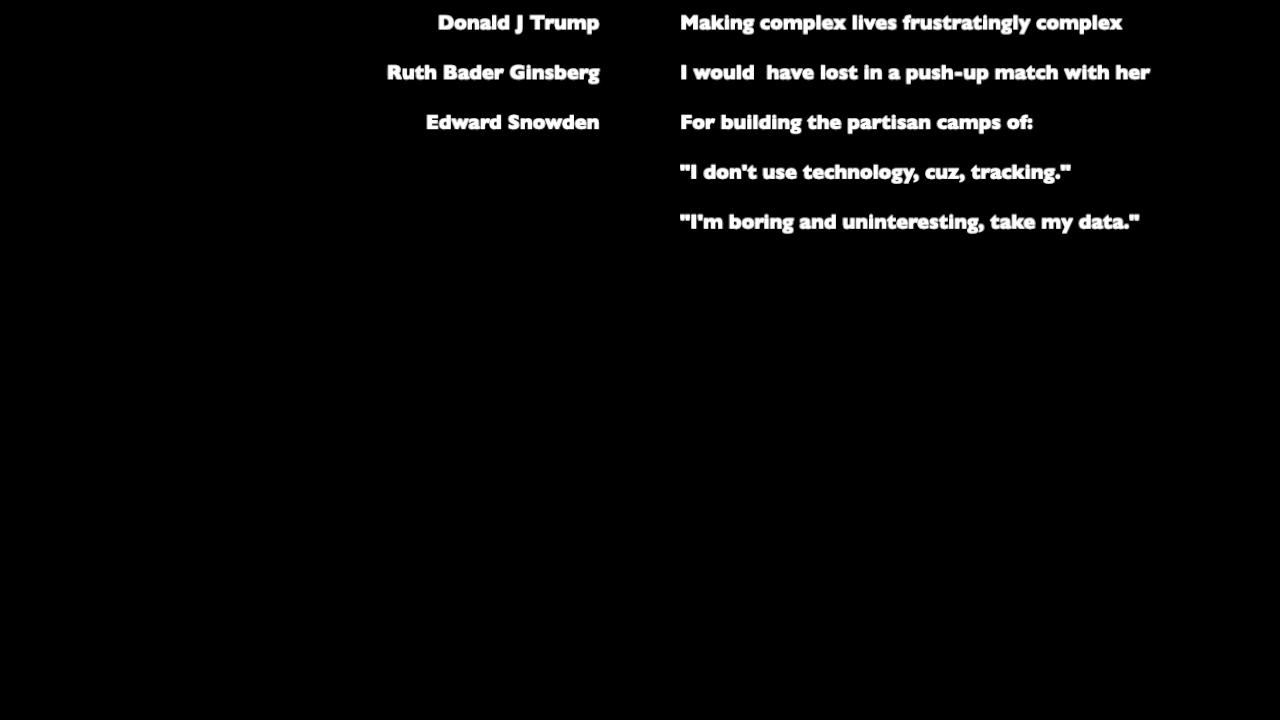 Donald J Trump Making complex lives frustratingly complex
Ruth Bader Ginsberg I would  have lost in a push-up match with her
Edward Snowden For building the partisan camps of:
"I don't use technology, cuz, tracking."
"I'm boring and uninteresting, take my data."